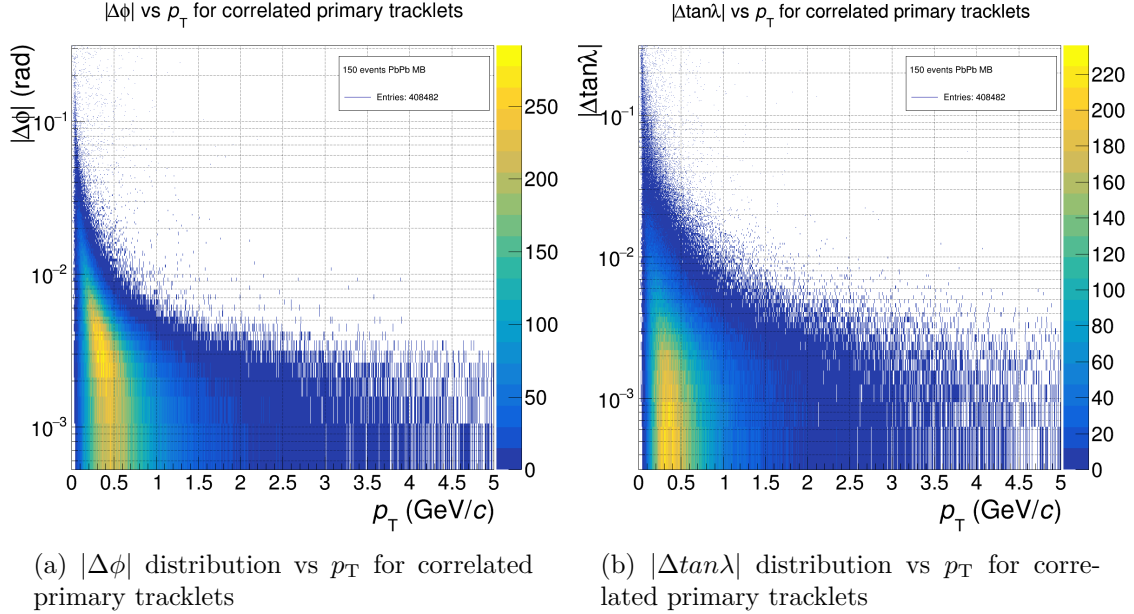 |Δϕ| vs p_T for correlated primary tracklets
|Δϕ| (rad)
150 events PbPb MB
Entries: 408482
10⁻¹
10⁻²
10⁻³
0 0.5 1 1.5 2 2.5 3 3.5 4 4.5 5
p_T (GeV/c)
250
200
150
100
50
0
(a) |Δϕ| distribution vs p_T for correlated
primary tracklets
|Δtanλ| vs p_T for correlated primary tracklets
|Δtanλ|
150 events PbPb MB
Entries: 408482
10⁻¹
10⁻²
10⁻³
0 0.5 1 1.5 2 2.5 3 3.5 4 4.5 5
p_T (GeV/c)
220
200
180
160
140
120
100
80
60
40
20
0
(b) |Δtanλ| distribution vs p_T for corre-
lated primary tracklets